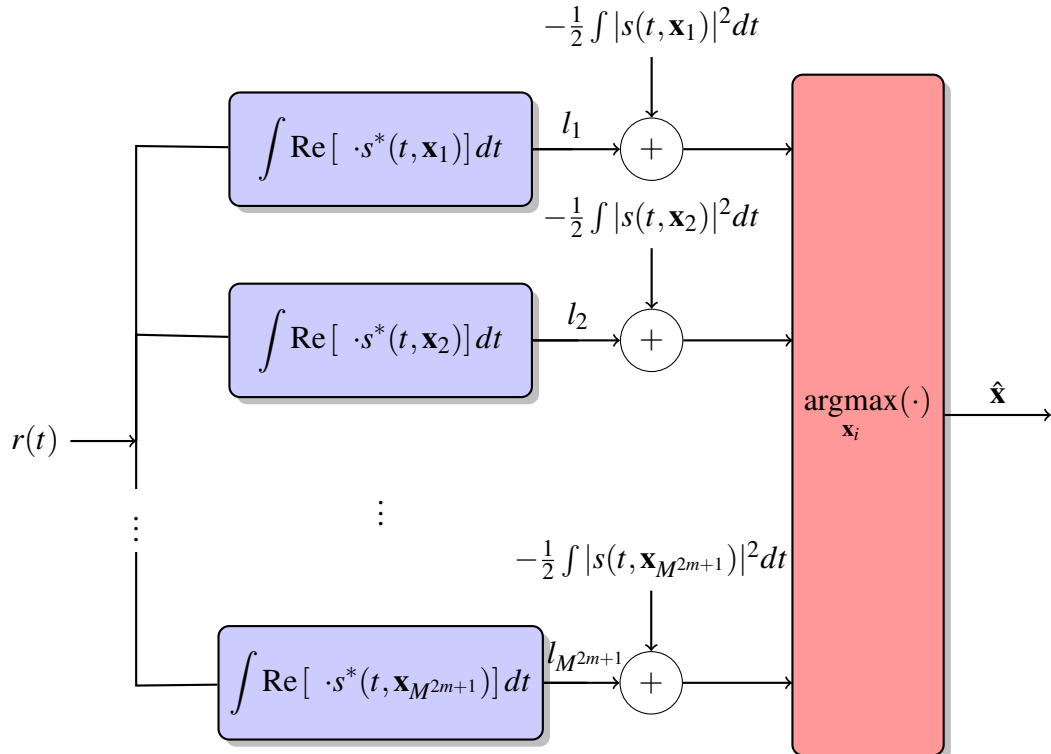 −½ ∫ |s(t, x₁)|² dt
∫ Re [ ·s*(t, x₁)] dt
l₁
+
−½ ∫ |s(t, x₂)|² dt
∫ Re [ ·s*(t, x₂)] dt
l₂
+
argmax(·)
xᵢ
x̂
r(t)
⋮
⋮
−½ ∫ |s(t, x_{M^{2m+1}})|² dt
∫ Re [ ·s*(t, x_{M^{2m+1}})] dt
l_{M^{2m+1}}
+